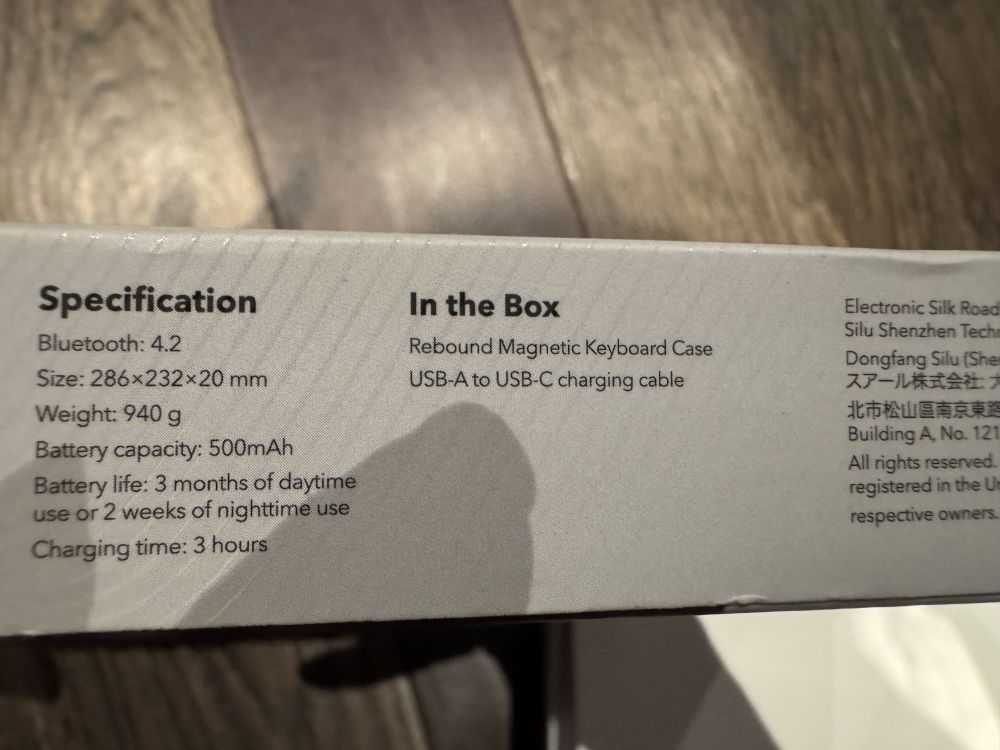 Specification
Bluetooth: 4.2
Size: 286×232×20 mm
Weight: 940 g
Battery capacity: 500mAh
Battery life: 3 months of daytime
use or 2 weeks of nighttime use
Charging time: 3 hours
In the Box
Rebound Magnetic Keyboard Case
USB-A to USB-C charging cable
Electronic Silk Road
Silu Shenzhen
Dongfang Silu
スアール株式会社:
北市松山區南京東路
Building A, No. 121
All rights reserved.
registered in the
respective owners.